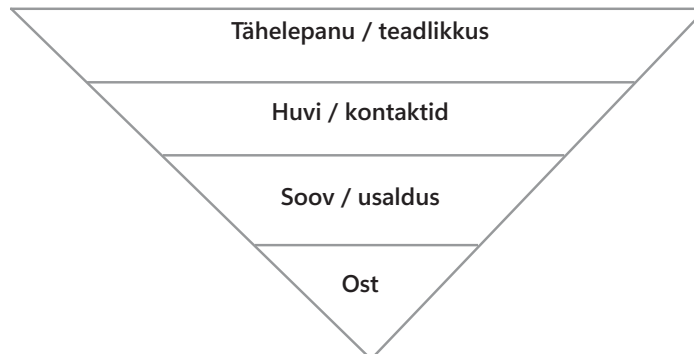 Tähelepanu / teadlikkus
Huvi / kontaktid
Soov / usaldus
Ost